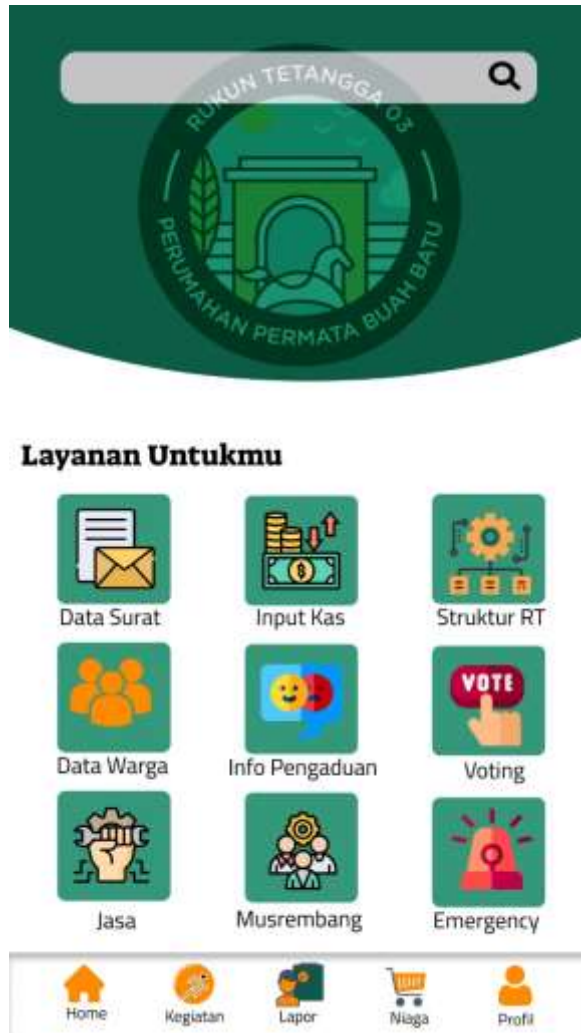 RUKUN TETANGGA 03
PERUMAHAN PERMATA BUAH BATU
Layanan Untukmu
Data Surat Input Kas Struktur RT
VOTE
Data Warga Info Pengaduan Voting
Jasa Musrembang Emergency
Home Kegiatan Lapor Niaga Profil